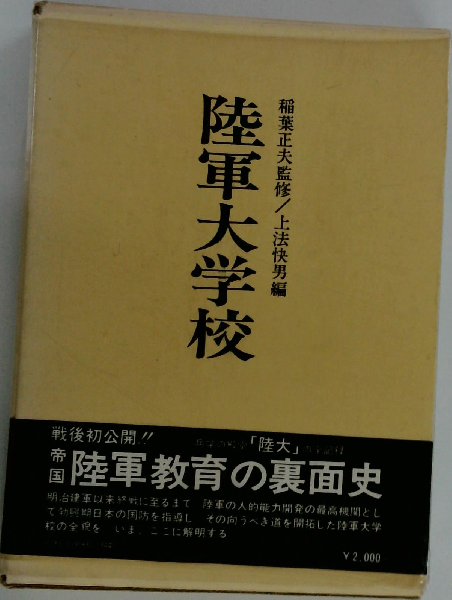 稲葉正夫監修/上法快男編
陸軍大学校
戦後初公開!!
「陸大」
帝国陸軍教育の裏面史
明治建軍以来終戦に至るまで 陸軍の人的能力開発の最高機関とし
て勃興期日本の国防を指導し その向うべき道を開拓した陸軍大学
校の全貌を いま、ここに解明する
¥2,000